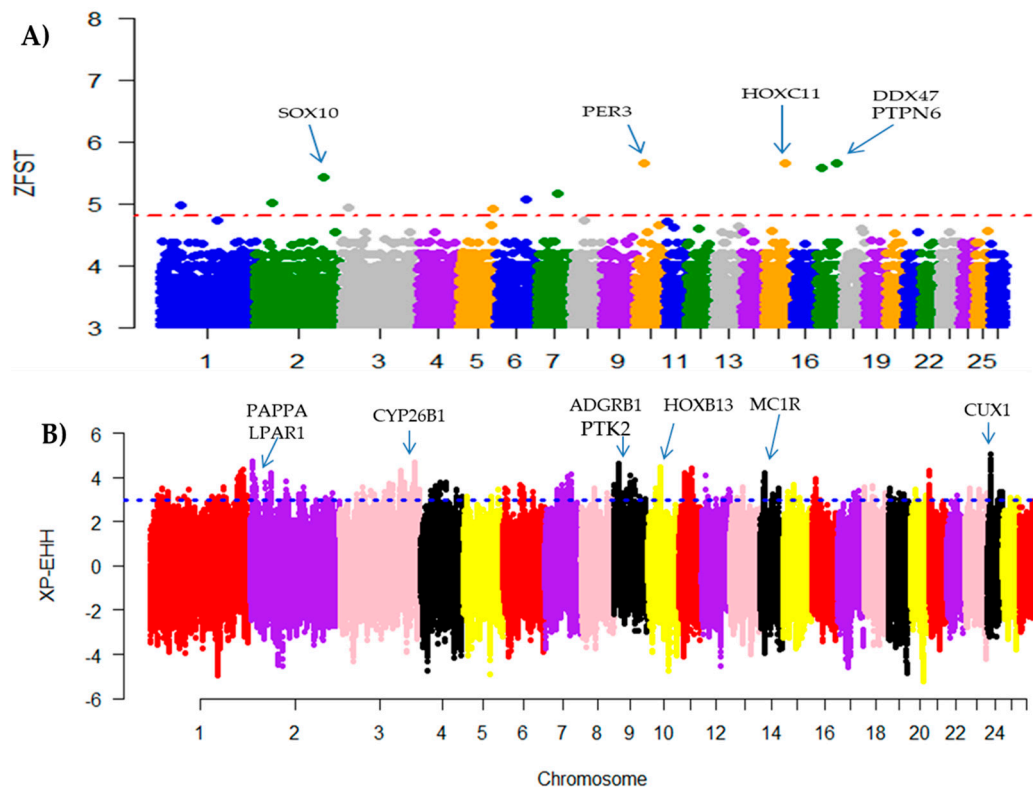 A)
8
7
6
5
4
3
ZFST
SOX10
PER3
HOXC11
DDX47
PTPN6
1 2 3 4 5 6 7 9 11 13 16 19 22 25
B)
6
4
2
0
-2
-4
-6
XP-EHH
PAPPA
LPAR1
CYP26B1
ADGRB1
PTK2
HOXB13
MC1R
CUX1
1 2 3 4 5 6 7 8 9 10 12 14 16 18 20 22 24
Chromosome